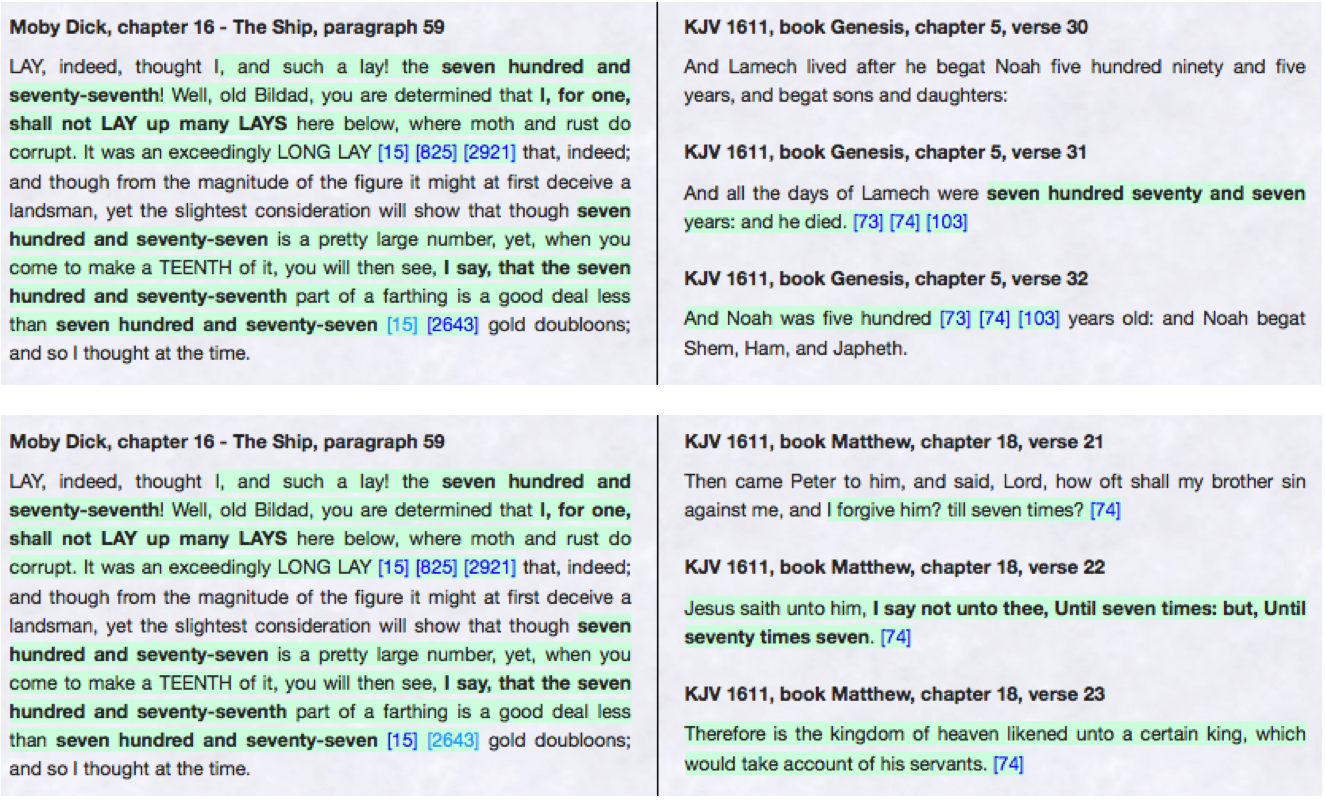 Moby Dick, chapter 16 - The Ship, paragraph 59
LAY, indeed, thought I, and such a lay! the seven hundred and
seventy-seventh! Well, old Bildad, you are determined that I, for one,
shall not LAY up many LAYS here below, where moth and rust do
corrupt. It was an exceedingly LONG LAY [15] [825] [2921] that, indeed;
and though from the magnitude of the figure it might at first deceive a
landsman, yet the slightest consideration will show that though seven
hundred and seventy-seven is a pretty large number, yet, when you
come to make a TEENTH of it, you will then see, I say, that the seven
hundred and seventy-seventh part of a farthing is a good deal less
than seven hundred and seventy-seven [15] [2643] gold doubloons;
and so I thought at the time.
KJV 1611, book Genesis, chapter 5, verse 30
And Lamech lived after he begat Noah five hundred ninety and five
years, and begat sons and daughters:
KJV 1611, book Genesis, chapter 5, verse 31
And all the days of Lamech were seven hundred seventy and seven
years: and he died. [73] [74] [103]
KJV 1611, book Genesis, chapter 5, verse 32
And Noah was five hundred [73] [74] [103] years old: and Noah begat
Shem, Ham, and Japheth.
Moby Dick, chapter 16 - The Ship, paragraph 59
LAY, indeed, thought I, and such a lay! the seven hundred and
seventy-seventh! Well, old Bildad, you are determined that I, for one,
shall not LAY up many LAYS here below, where moth and rust do
corrupt. It was an exceedingly LONG LAY [15] [825] [2921] that, indeed;
and though from the magnitude of the figure it might at first deceive a
landsman, yet the slightest consideration will show that though seven
hundred and seventy-seven is a pretty large number, yet, when you
come to make a TEENTH of it, you will then see, I say, that the seven
hundred and seventy-seventh part of a farthing is a good deal less
than seven hundred and seventy-seven [15] [2643] gold doubloons;
and so I thought at the time.
KJV 1611, book Matthew, chapter 18, verse 21
Then came Peter to him, and said, Lord, how oft shall my brother sin
against me, and I forgive him? till seven times? [74]
KJV 1611, book Matthew, chapter 18, verse 22
Jesus saith unto him, I say not unto thee, Until seven times: but, Until
seventy times seven. [74]
KJV 1611, book Matthew, chapter 18, verse 23
Therefore is the kingdom of heaven likened unto a certain king, which
would take account of his servants. [74]